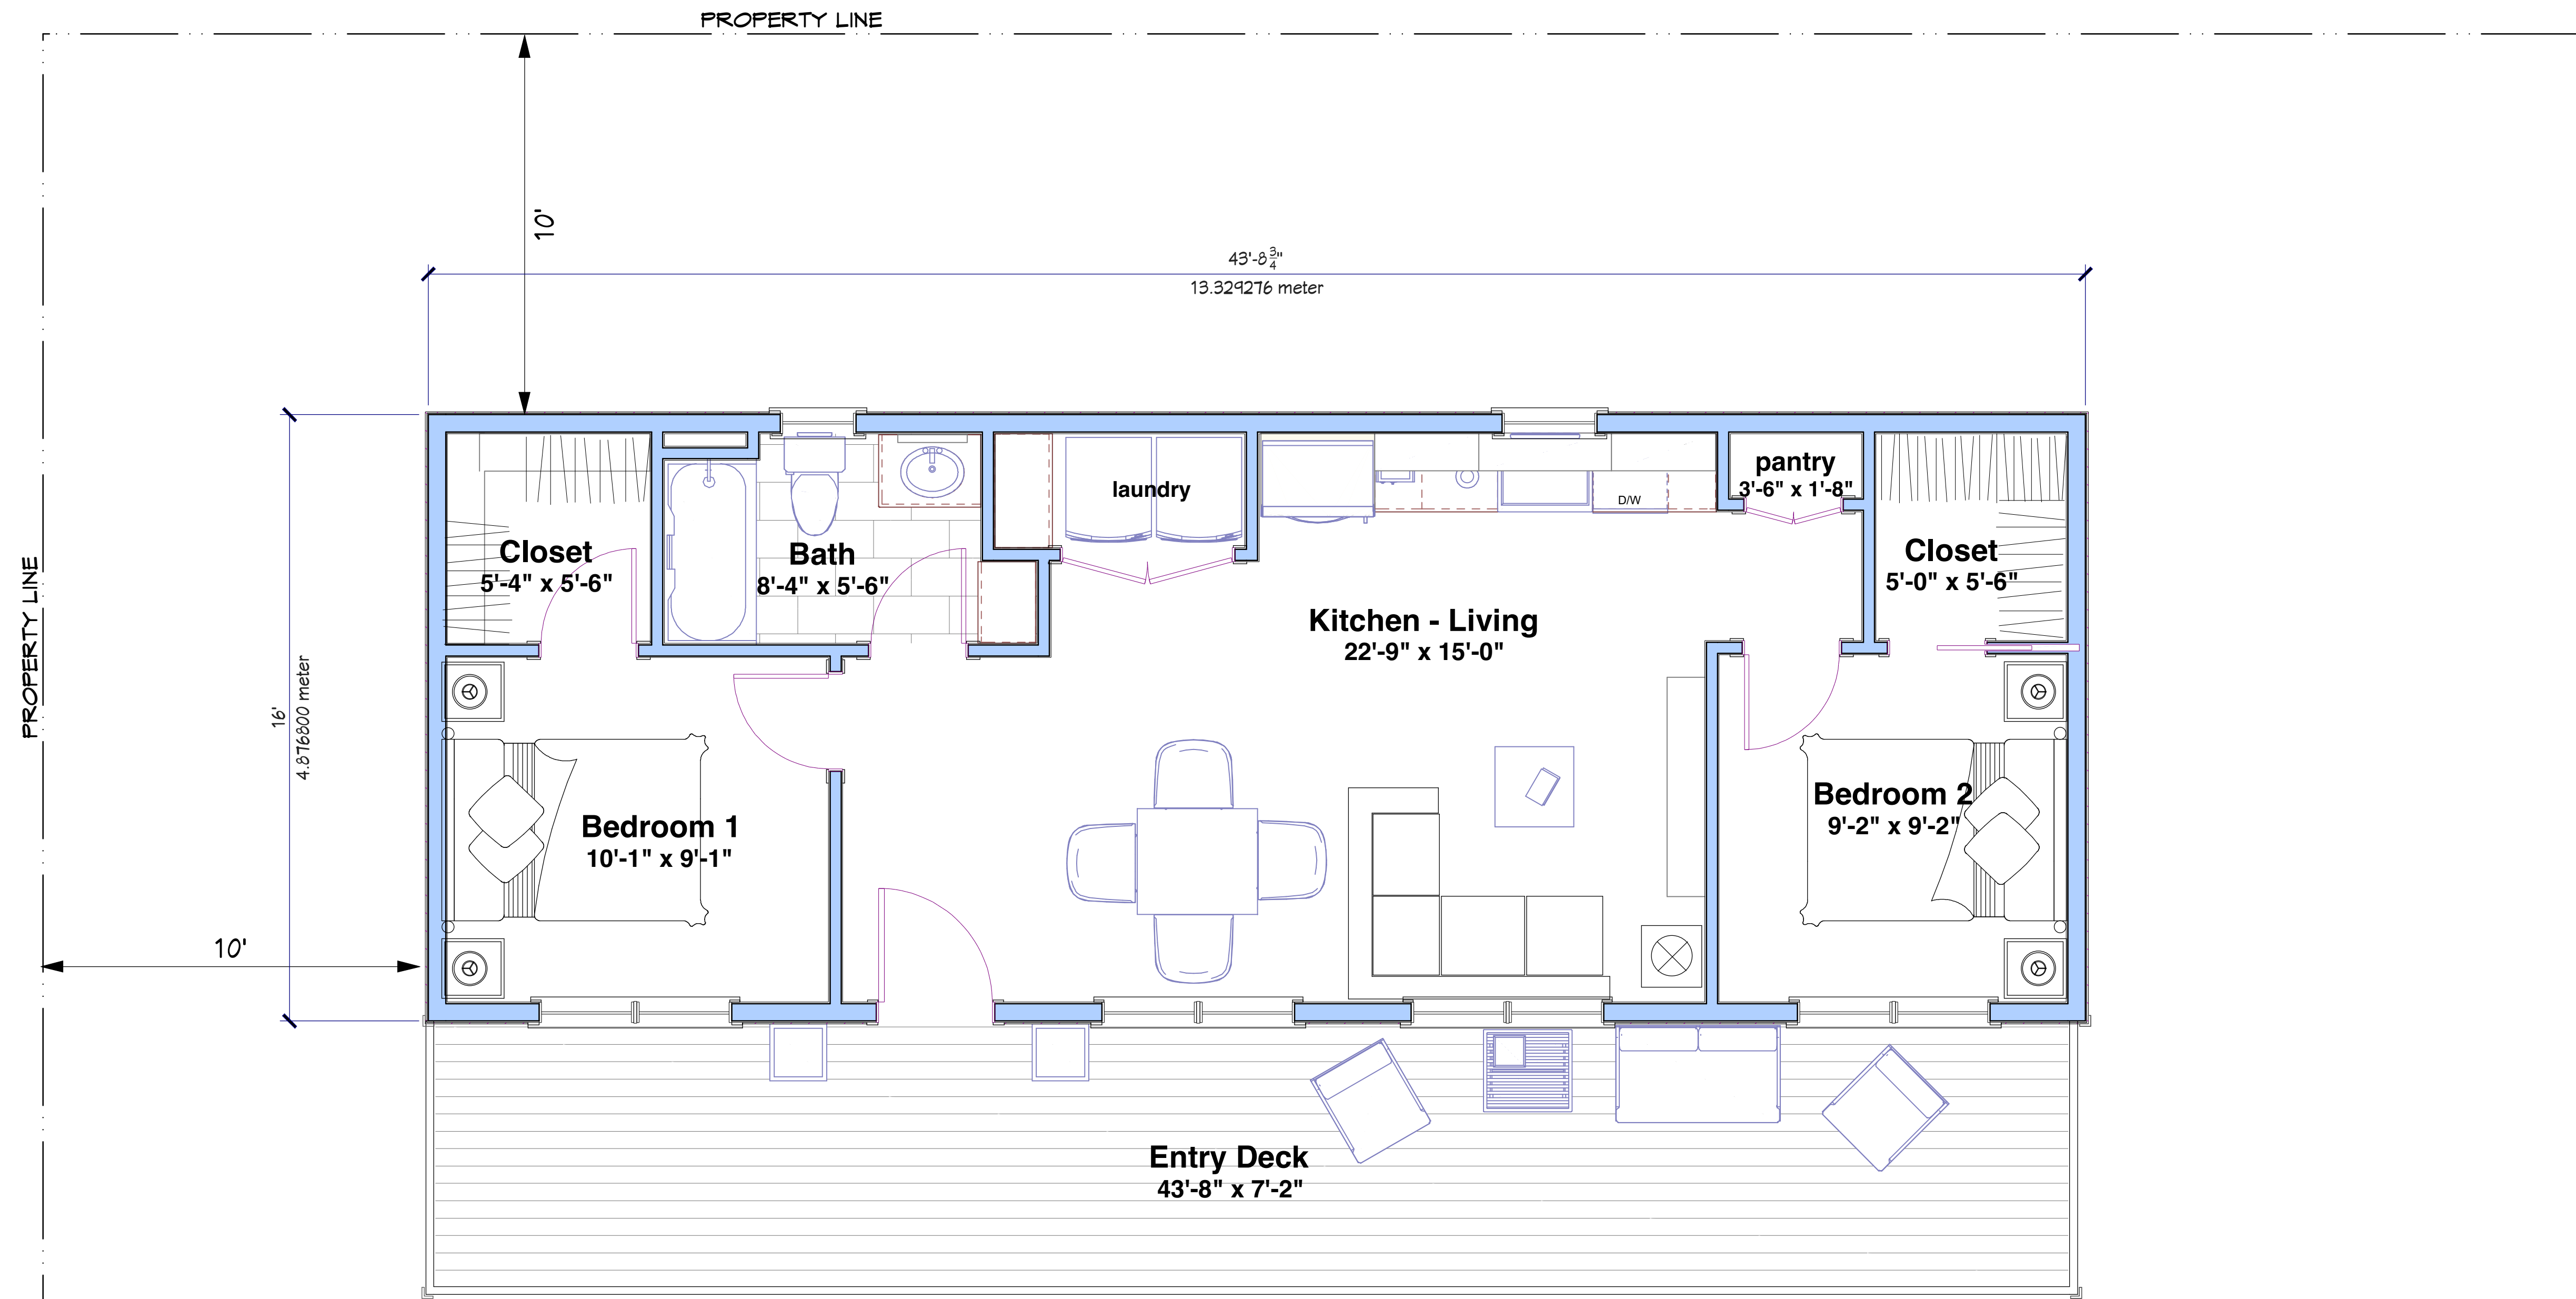 PROPERTY LINE
10'
43'-8 3/4"
13.329276 meter
PROPERTY LINE
16'
4.876800 meter
10'
Closet
5'-4" x 5'-6"
Bath
8'-4" x 5'-6"
laundry
D/W
pantry
3'-6" x 1'-8"
Closet
5'-0" x 5'-6"
Kitchen - Living
22'-9" x 15'-0"
Bedroom 1
10'-1" x 9'-1"
Bedroom 2
9'-2" x 9'-2"
Entry Deck
43'-8" x 7'-2"